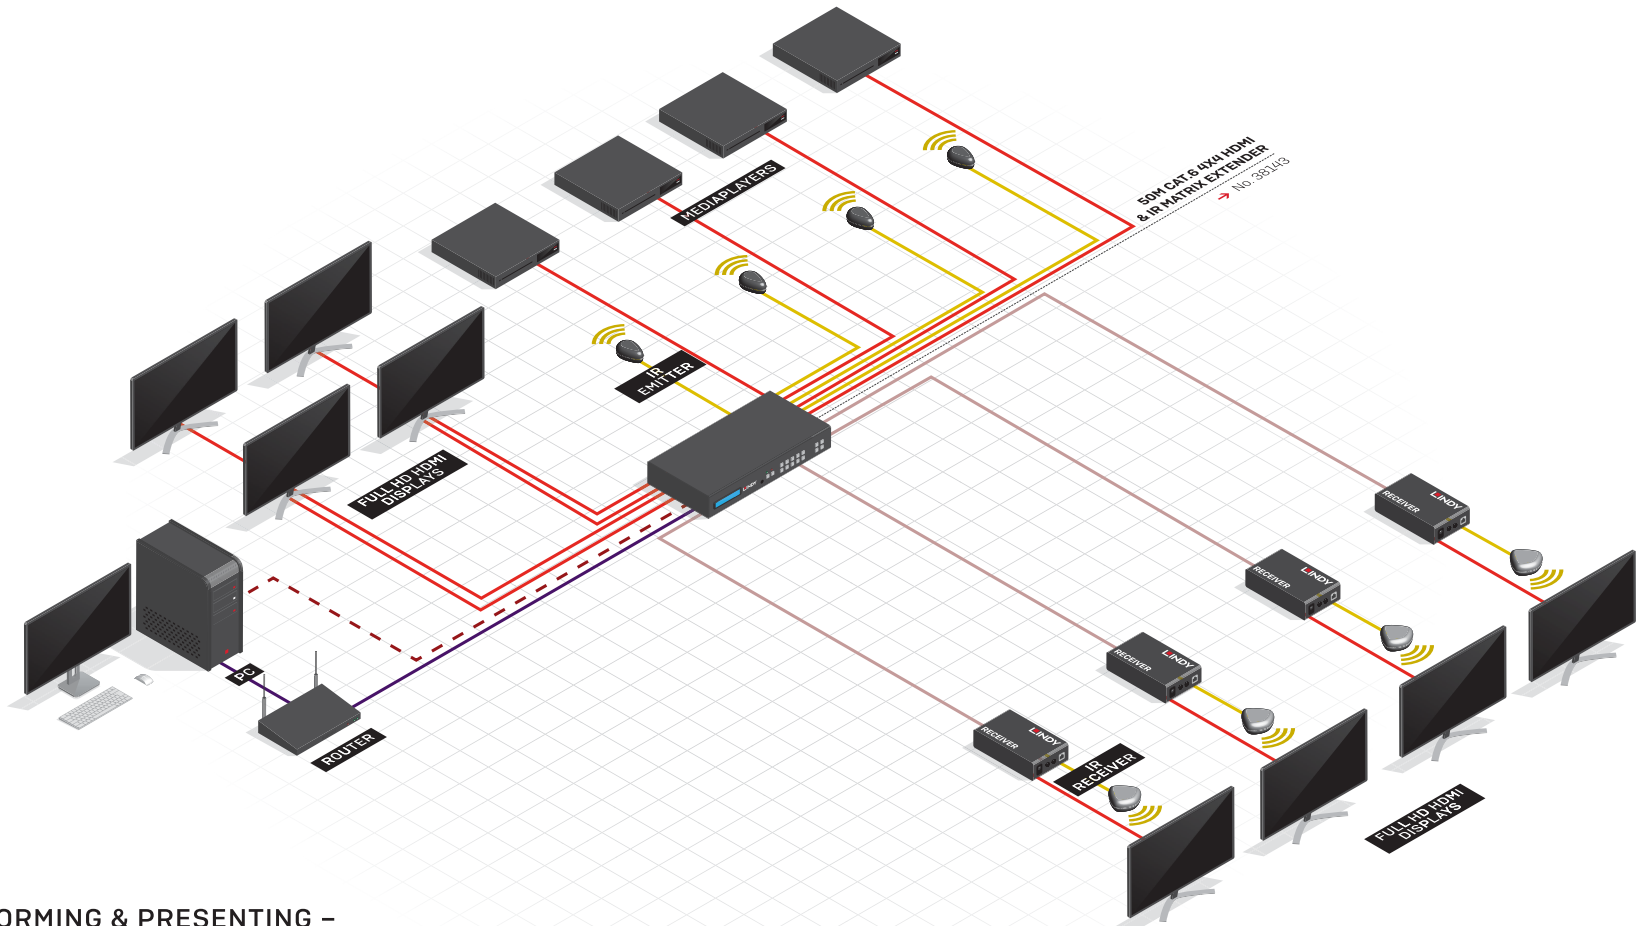 MEDIAPLAYERS
50M CAT.6 4X4 HDMI
& IR MATRIX EXTENDER
No. 38143
IR
EMITTER
FULL HD HDMI
DISPLAYS
LINDY
PC
ROUTER
LINDY
RECEIVER
LINDY
RECEIVER
LINDY
RECEIVER
LINDY
RECEIVER
IR
RECEIVER
FULL HD HDMI
DISPLAYS
ORMING & PRESENTING –